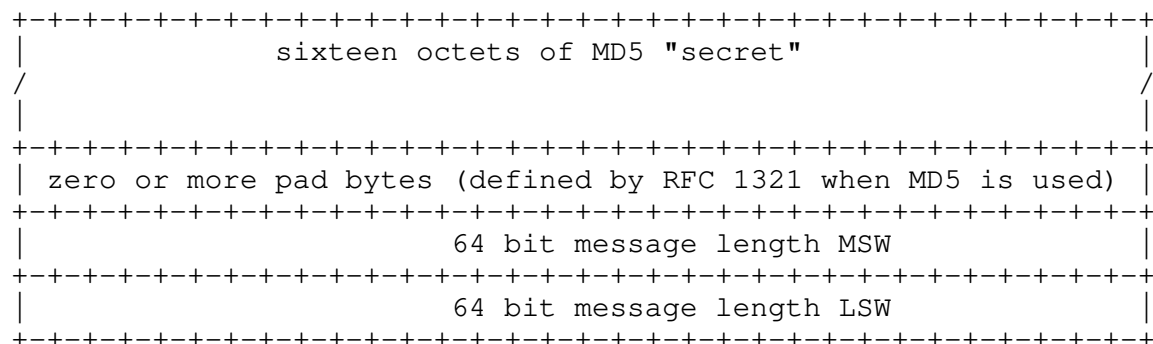 +-+-+-+-+-+-+-+-+-+-+-+-+-+-+-+-+-+-+-+-+-+-+-+-+-+-+-+-+-+-+-+-+
|              sixteen octets of MD5 "secret"                   |
/                                                               /
|                                                               |
+-+-+-+-+-+-+-+-+-+-+-+-+-+-+-+-+-+-+-+-+-+-+-+-+-+-+-+-+-+-+-+-+
| zero or more pad bytes (defined by RFC 1321 when MD5 is used) |
+-+-+-+-+-+-+-+-+-+-+-+-+-+-+-+-+-+-+-+-+-+-+-+-+-+-+-+-+-+-+-+-+
|                        64 bit message length MSW              |
+-+-+-+-+-+-+-+-+-+-+-+-+-+-+-+-+-+-+-+-+-+-+-+-+-+-+-+-+-+-+-+-+
|                        64 bit message length LSW              |
+-+-+-+-+-+-+-+-+-+-+-+-+-+-+-+-+-+-+-+-+-+-+-+-+-+-+-+-+-+-+-+-+